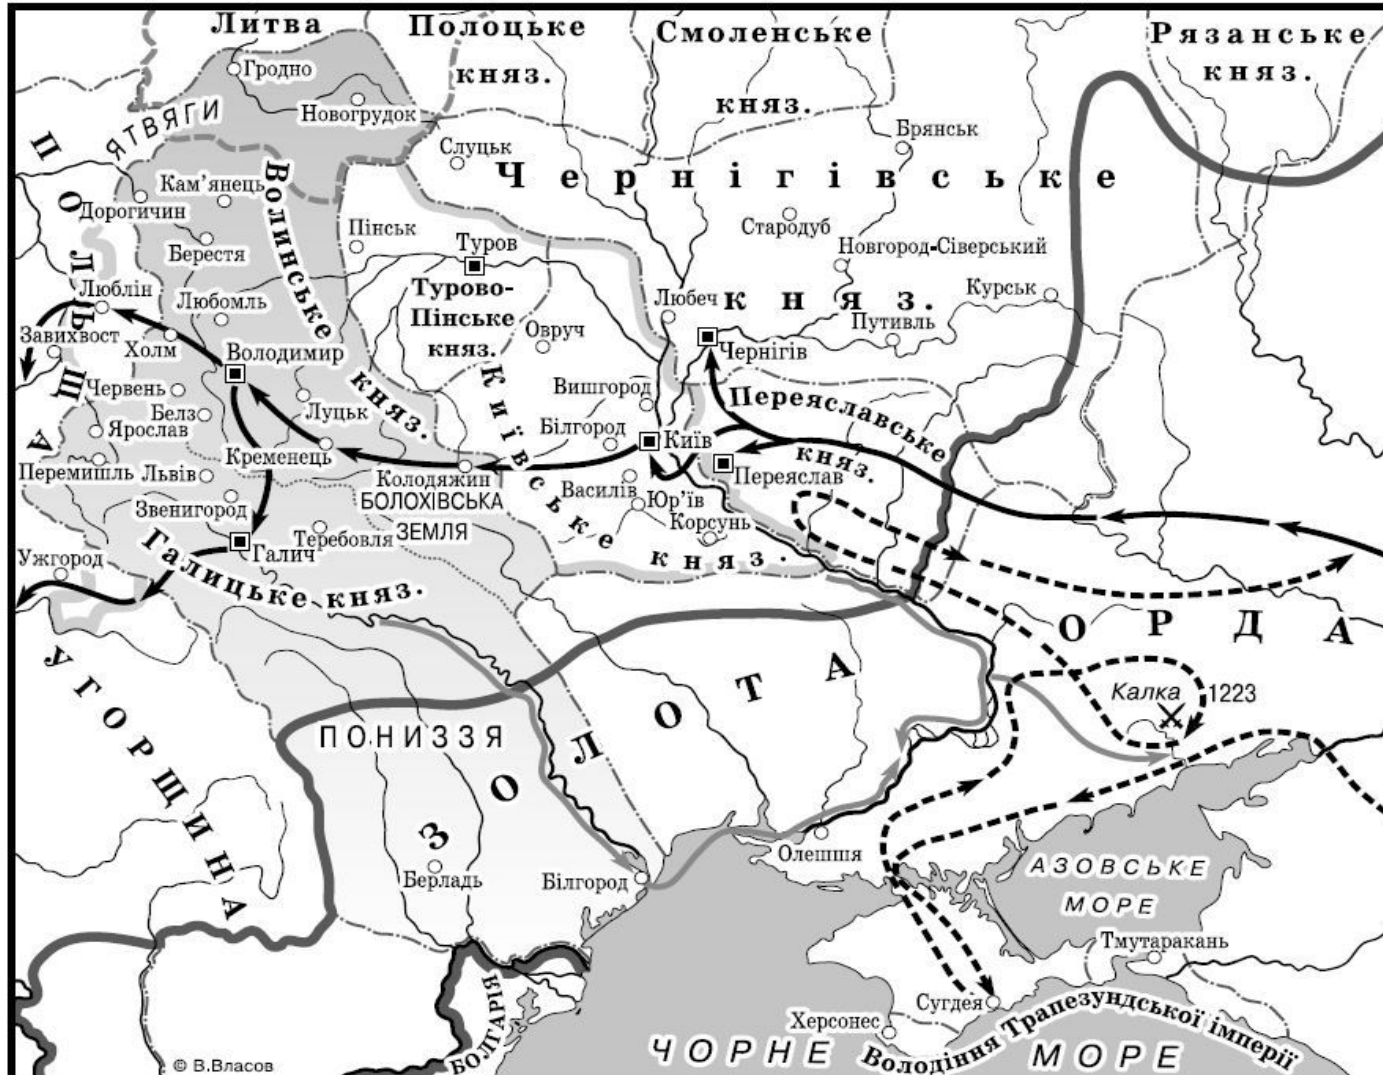 Литва
Полоцьке
княз.
Смоленське
княз.
Рязанське
княз.
Гродно
Новогрудок
ЯТВЯГИ
ПОЛЬЩА
Слуцьк
Брянськ
Чернігівське
княз.
Кам’янець
Дорогичин
Волинське
княз.
Берестя
Пінськ
Туров
Стародуб
Новгород-Сіверський
Турово-
Пінське
княз.
Люблін
Любомль
Любеч
Курськ
Путивль
Завихвост
Холм
Володимир
Овруч
Чернігів
Червень
Луцьк
Вишгород
Переяславське
княз.
Белз
Ярослав
Білгород
Київ
Київське княз.
Перемишль
Львів
Кременець
Колодяжин
Переяслав
БОЛОХІВСЬКА
ЗЕМЛЯ
Василів
Юр’їв
Корсунь
Звенигород
Теребовля
Ужгород
Галич
Галицьке княз.
УГОРЩИНА
ЗОЛОТА
ОРДА
Калка
1223
ПОНИЗЗЯ
Берладь
Білгород
Олешшя
АЗОВСЬКЕ
МОРЕ
Тмутаракань
Сугдея
Херсонес
БОЛГАРІЯ
ЧОРНЕ МОРЕ
Володіння Трапезундської імперії
© В.Власов